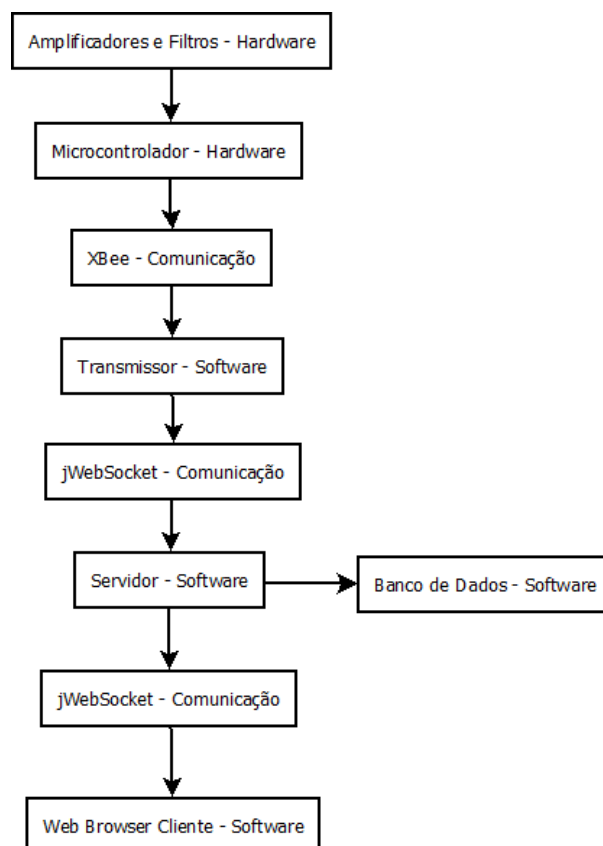 Amplificadores e Filtros - Hardware
Microcontrolador - Hardware
XBee - Comunicação
Transmissor - Software
jWebSocket - Comunicação
Servidor - Software
Banco de Dados - Software
jWebSocket - Comunicação
Web Browser Cliente - Software